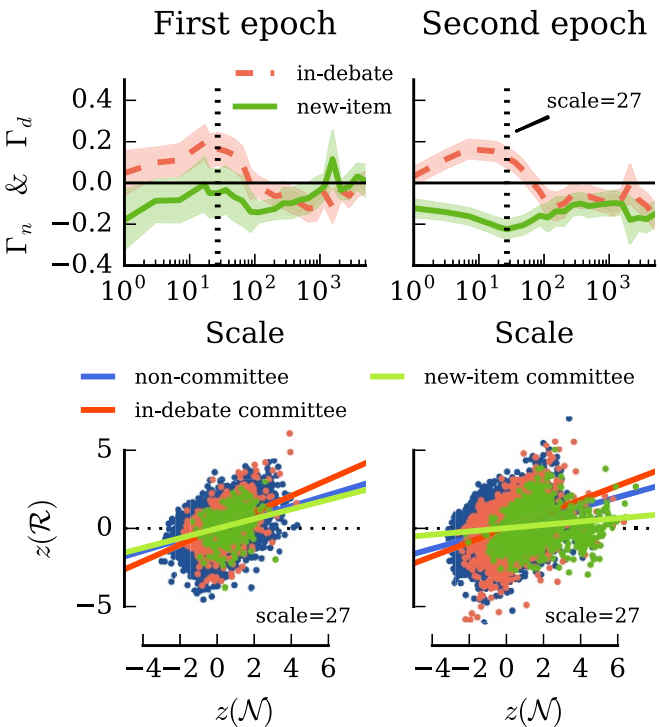 First epoch Second epoch
in-debate
new-item
scale=27
Γn & Γd
0.4
0.2
0.0
−0.2
−0.4
10^0 10^1 10^2 10^3 10^0 10^1 10^2 10^3
Scale Scale
non-committee new-item committee
in-debate committee
z(ℛ)
5
0
−5
scale=27 scale=27
−4 −2 0 2 4 6 −4 −2 0 2 4 6
z(𝒩) z(𝒩)